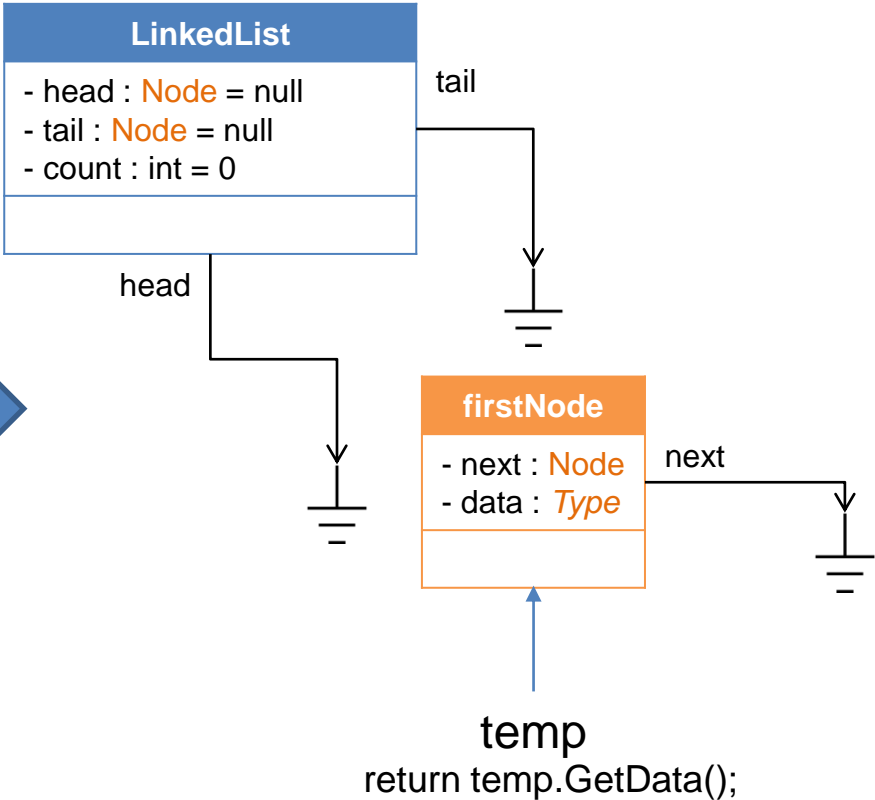 LinkedList
- head : Node = null
- tail : Node = null
- count : int = 0
tail
head
firstNode
- next : Node
- data : Type
next
temp
return temp.GetData();